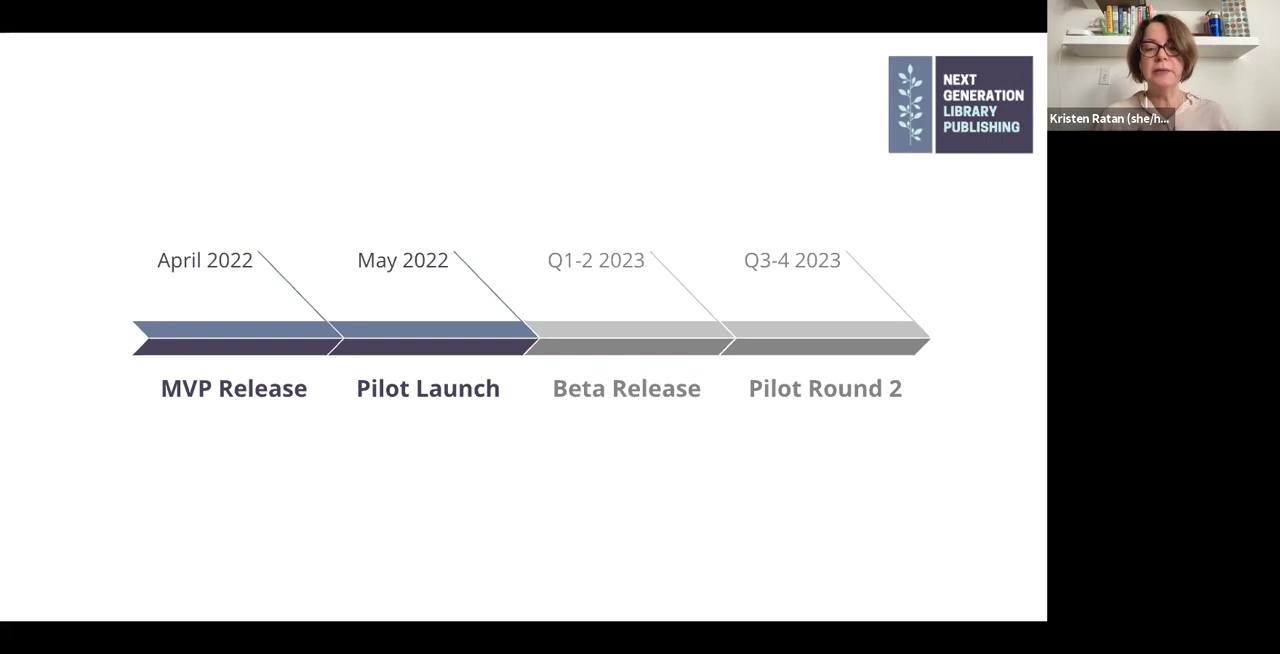 NEXT
GENERATION
LIBRARY
PUBLISHING
Kristen Ratan (she/h...
April 2022
May 2022
Q1-2 2023
Q3-4 2023
MVP Release
Pilot Launch
Beta Release
Pilot Round 2